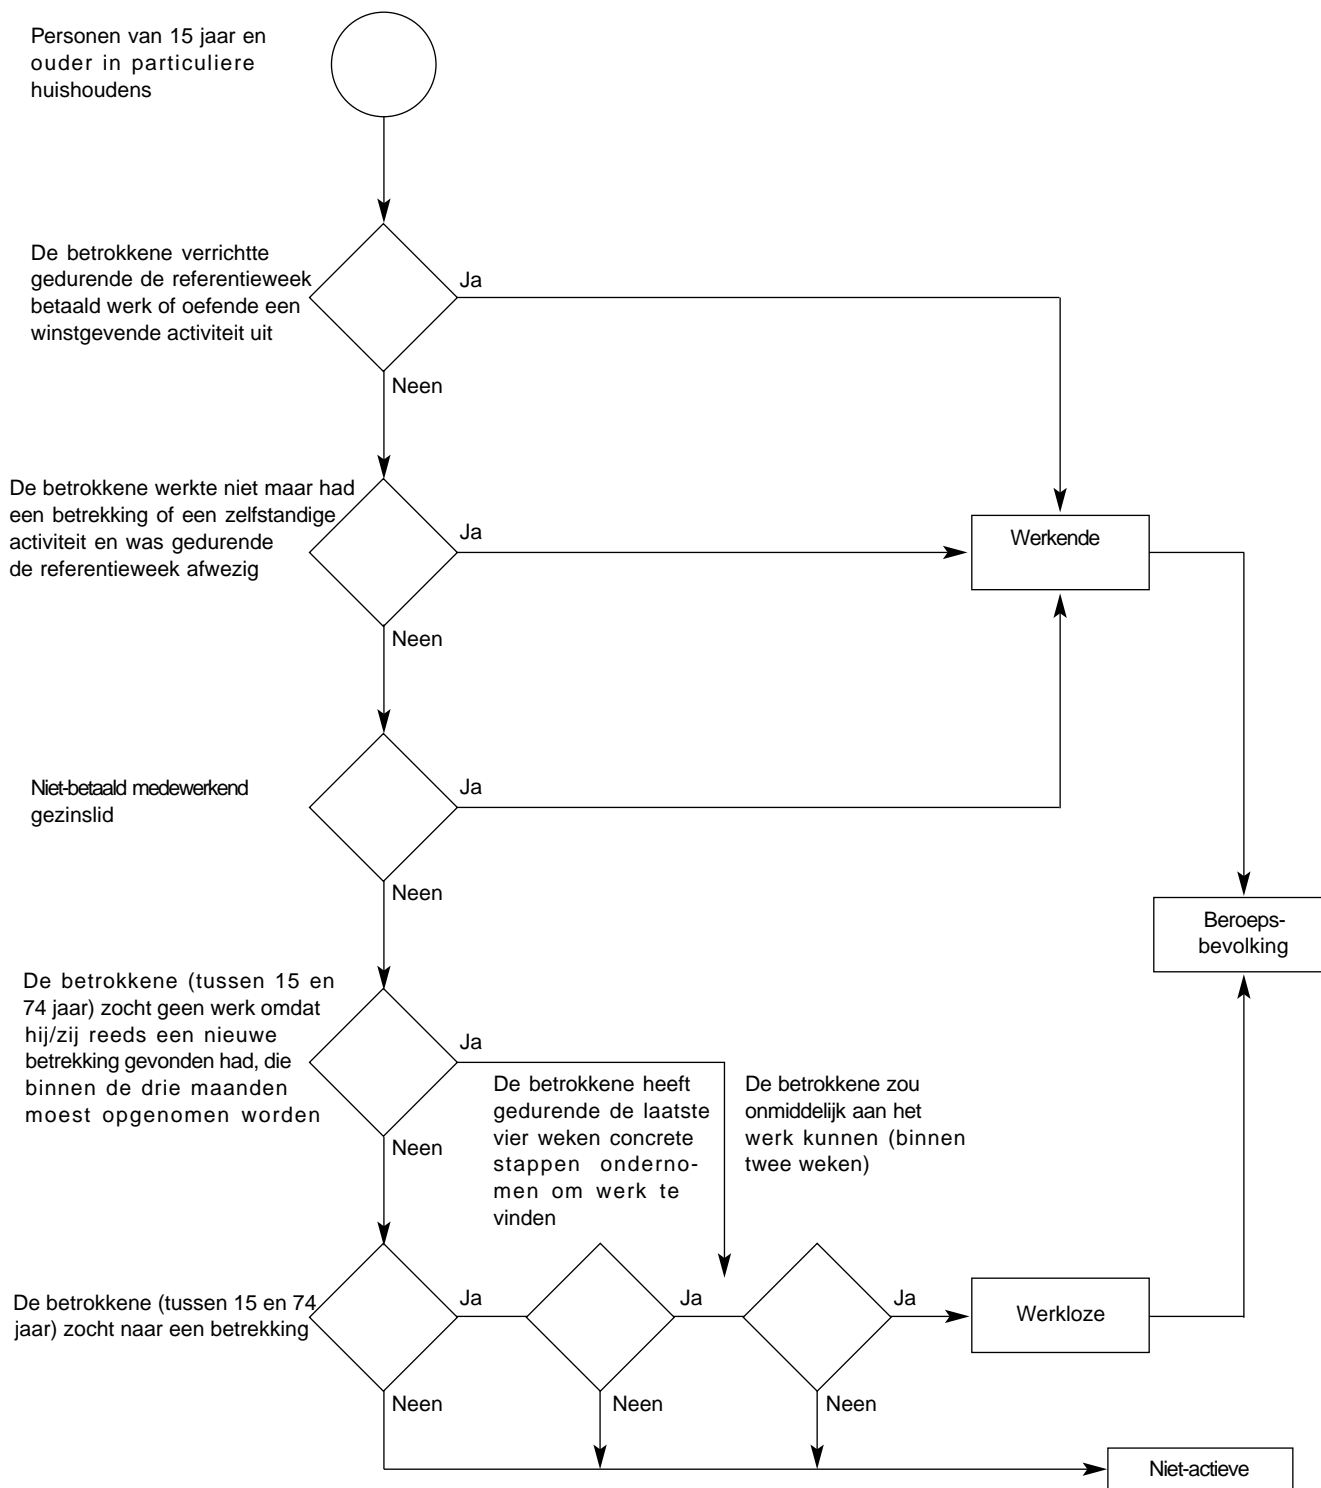 Personen van 15 jaar en
ouder in particuliere
huishoudens
De betrokkene verrichtte
gedurende de referentieweek
betaald werk of oefende een
winstgevende activiteit uit
Ja
Neen
De betrokkene werkte niet maar had
een betrekking of een zelfstandige
activiteit en was gedurende
de referentieweek afwezig
Ja
Werkende
Neen
Niet-betaald medewerkend
gezinslid
Ja
Neen
Beroeps-
bevolking
De betrokkene (tussen 15 en
74 jaar) zocht geen werk omdat
hij/zij reeds een nieuwe
betrekking gevonden had, die
binnen de drie maanden
moest opgenomen worden
Ja
Neen
De betrokkene heeft
gedurende de laatste
vier weken concrete
stappen onderno-
men om werk te
vinden
De betrokkene zou
onmiddelijk aan het
werk kunnen (binnen
twee weken)
De betrokkene (tussen 15 en 74
jaar) zocht naar een betrekking
Ja
Ja
Ja
Werkloze
Neen
Neen
Neen
Niet-actieve